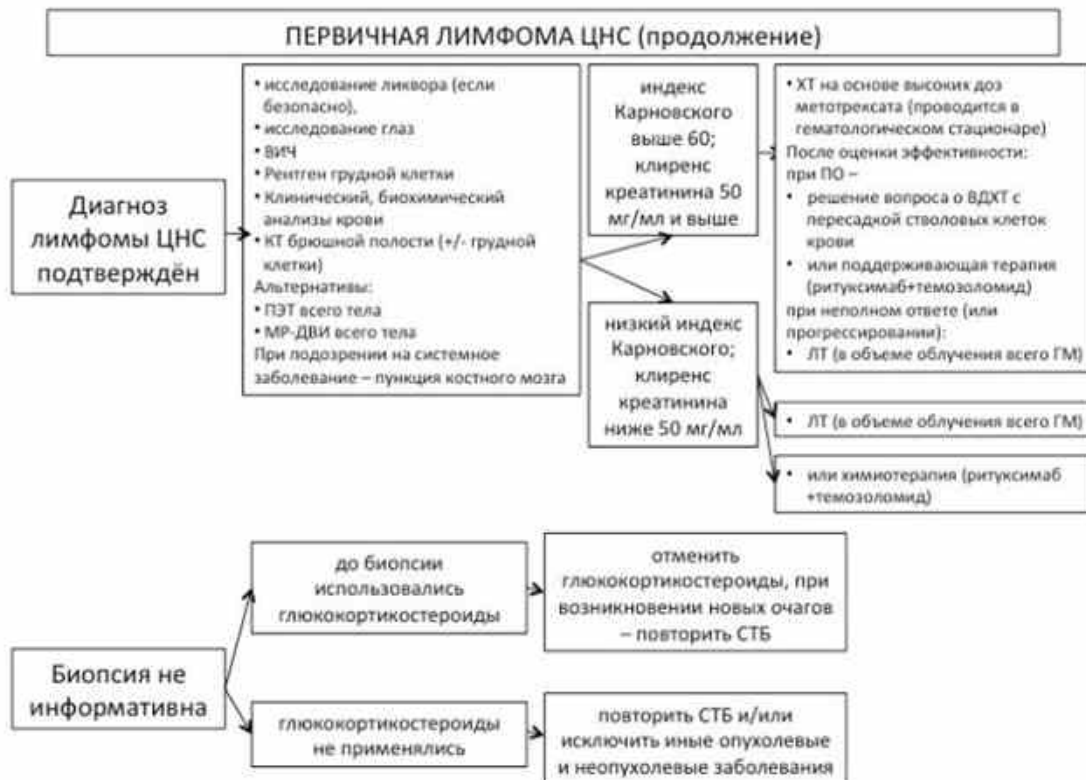 ПЕРВИЧНАЯ ЛИМФОМА ЦНС (продолжение)
Диагноз
лимфомы ЦНС
подтверждён
• исследование ликвора (если
безопасно),
• исследование глаз
• ВИЧ
• Рентген грудной клетки
• Клинический, биохимический
анализы крови
• КТ брюшной полости (+/- грудной
клетки)
Альтернативы:
• ПЭТ всего тела
• МР-ДВИ всего тела
При подозрении на системное
заболевание – пункция костного мозга
индекс
Карновского
выше 60;
клиренс
креатинина 50
мг/мл и выше
• ХТ на основе высоких доз
метотрексата (проводится в
гематологическом стационаре)
После оценки эффективности:
при ПО –
• решение вопроса о ВДХТ с
пересадкой стволовых клеток
крови
• или поддерживающая терапия
(ритуксимаб+темозоломид)
при неполном ответе (или
прогрессировании):
• ЛТ (в объеме облучения всего ГМ)
низкий индекс
Карновского;
клиренс
креатинина
ниже 50 мг/мл
• ЛТ (в объеме облучения всего ГМ)
• или химиотерапия (ритуксимаб
+темозоломид)
Биопсия не
информативна
до биопсии
использовались
глюкокортикостероиды
отменить
глюкокортикостероиды, при
возникновении новых очагов
– повторить СТБ
глюкокортикостероиды
не применялись
повторить СТБ и/или
исключить иные опухолевые
и неопухолевые заболевания